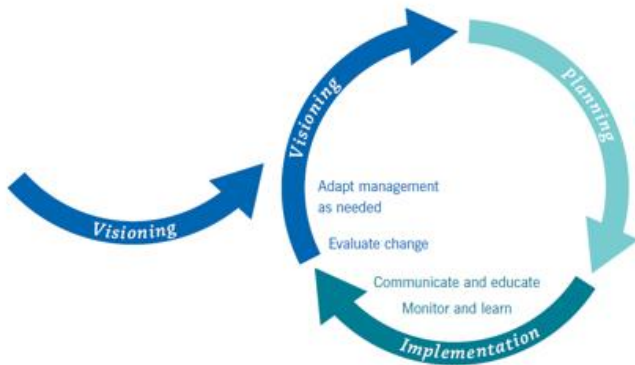 Visioning
Visioning
Planning
Adapt management
as needed
Evaluate change
Communicate and educate
Monitor and learn
Implementation